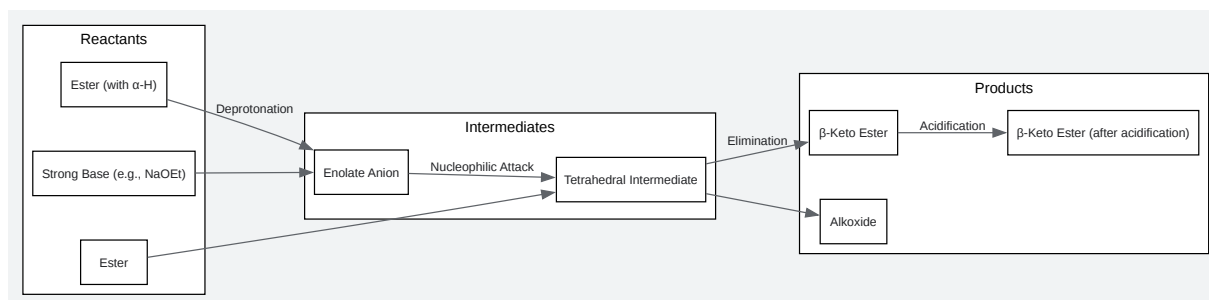 Reactants
Ester (with α-H)
Deprotonation
Strong Base (e.g., NaOEt)
Ester
Intermediates
Enolate Anion
Nucleophilic Attack
Tetrahedral Intermediate
Elimination
Products
β-Keto Ester
Acidification
β-Keto Ester (after acidification)
Alkoxide